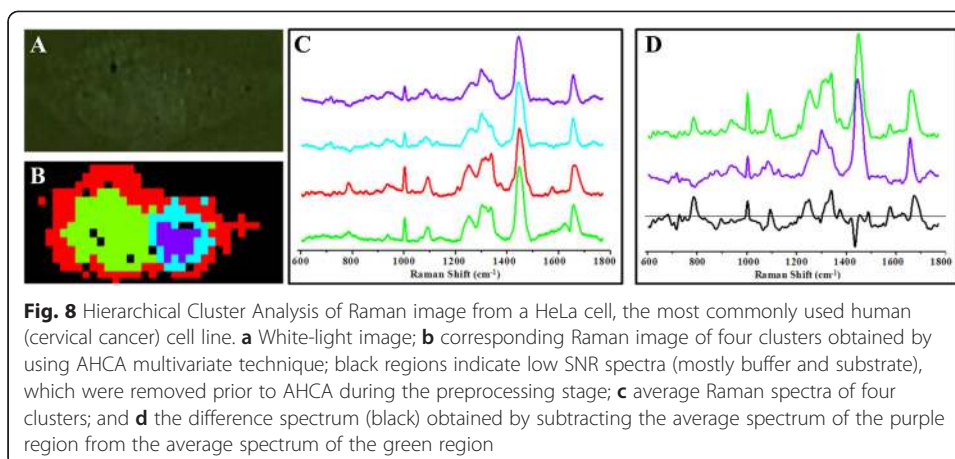 A
B
C
600 800 1000 1200 1400 1600 1800
Raman Shift (cm⁻¹)
D
600 800 1000 1200 1400 1600 1800
Raman Shift (cm⁻¹)
Fig. 8 Hierarchical Cluster Analysis of Raman image from a HeLa cell, the most commonly used human
(cervical cancer) cell line. a White-light image; b corresponding Raman image of four clusters obtained by
using AHCA multivariate technique; black regions indicate low SNR spectra (mostly buffer and substrate),
which were removed prior to AHCA during the preprocessing stage; c average Raman spectra of four
clusters; and d the difference spectrum (black) obtained by subtracting the average spectrum of the purple
region from the average spectrum of the green region